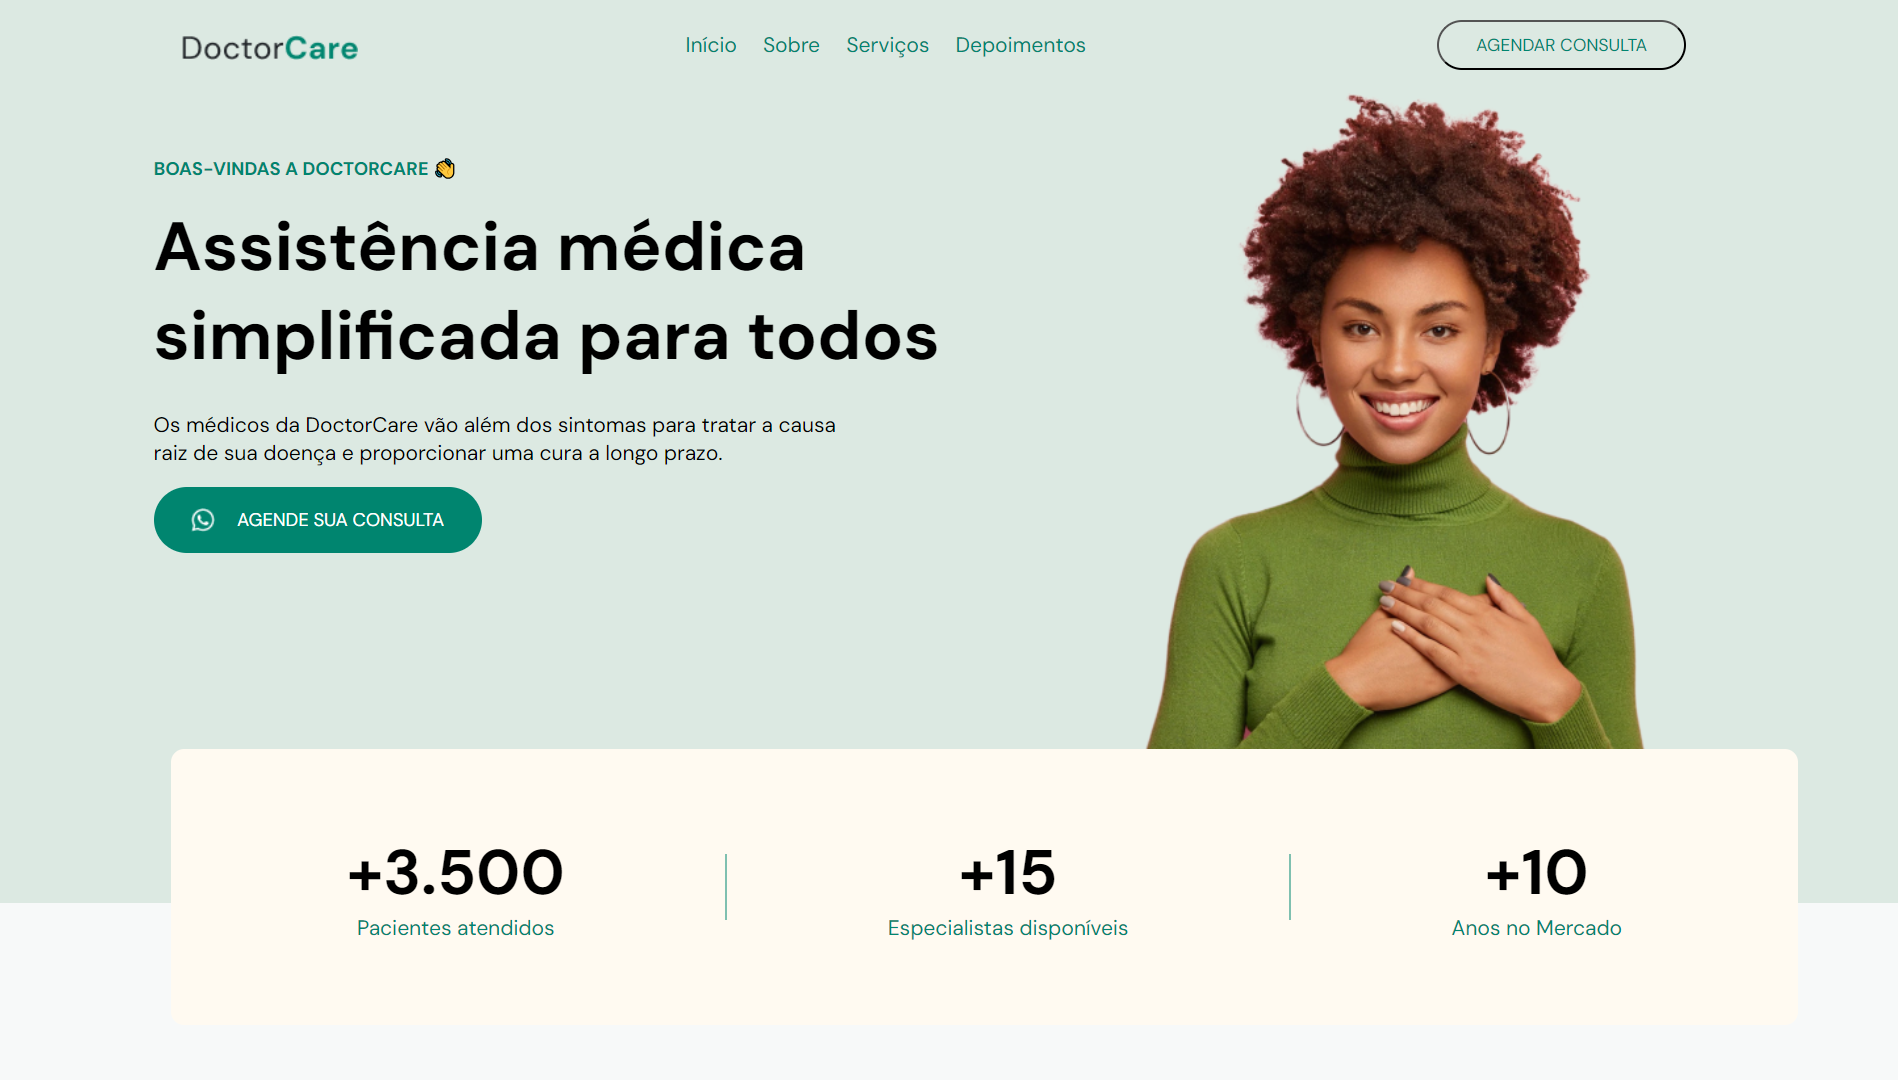 DoctorCare
Início Sobre Serviços Depoimentos
AGENDAR CONSULTA
BOAS-VINDAS A DOCTORCARE 👏
Assistência médica
simplificada para todos
Os médicos da DoctorCare vão além dos sintomas para tratar a causa
raiz de sua doença e proporcionar uma cura a longo prazo.
AGENDE SUA CONSULTA
+3.500
Pacientes atendidos
+15
Especialistas disponíveis
+10
Anos no Mercado